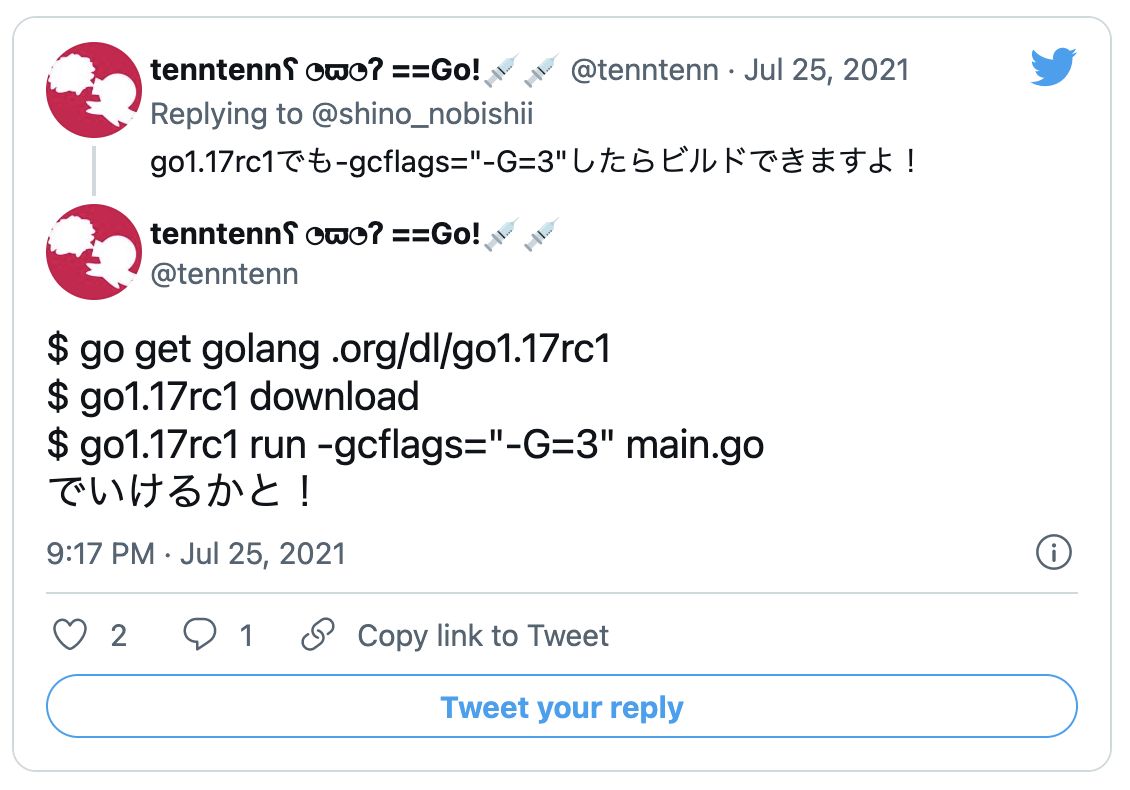 tenntennʕ ◔ϖ◔ʔ ==Go!💉💉 @tenntenn · Jul 25, 2021
Replying to @shino_nobishii
go1.17rc1でも-gcflags="-G=3"したらビルドできますよ！
tenntennʕ ◔ϖ◔ʔ ==Go!💉💉
@tenntenn
$ go get golang .org/dl/go1.17rc1
$ go1.17rc1 download
$ go1.17rc1 run -gcflags="-G=3" main.go
でいけるかと！
9:17 PM · Jul 25, 2021
2 1 Copy link to Tweet
Tweet your reply